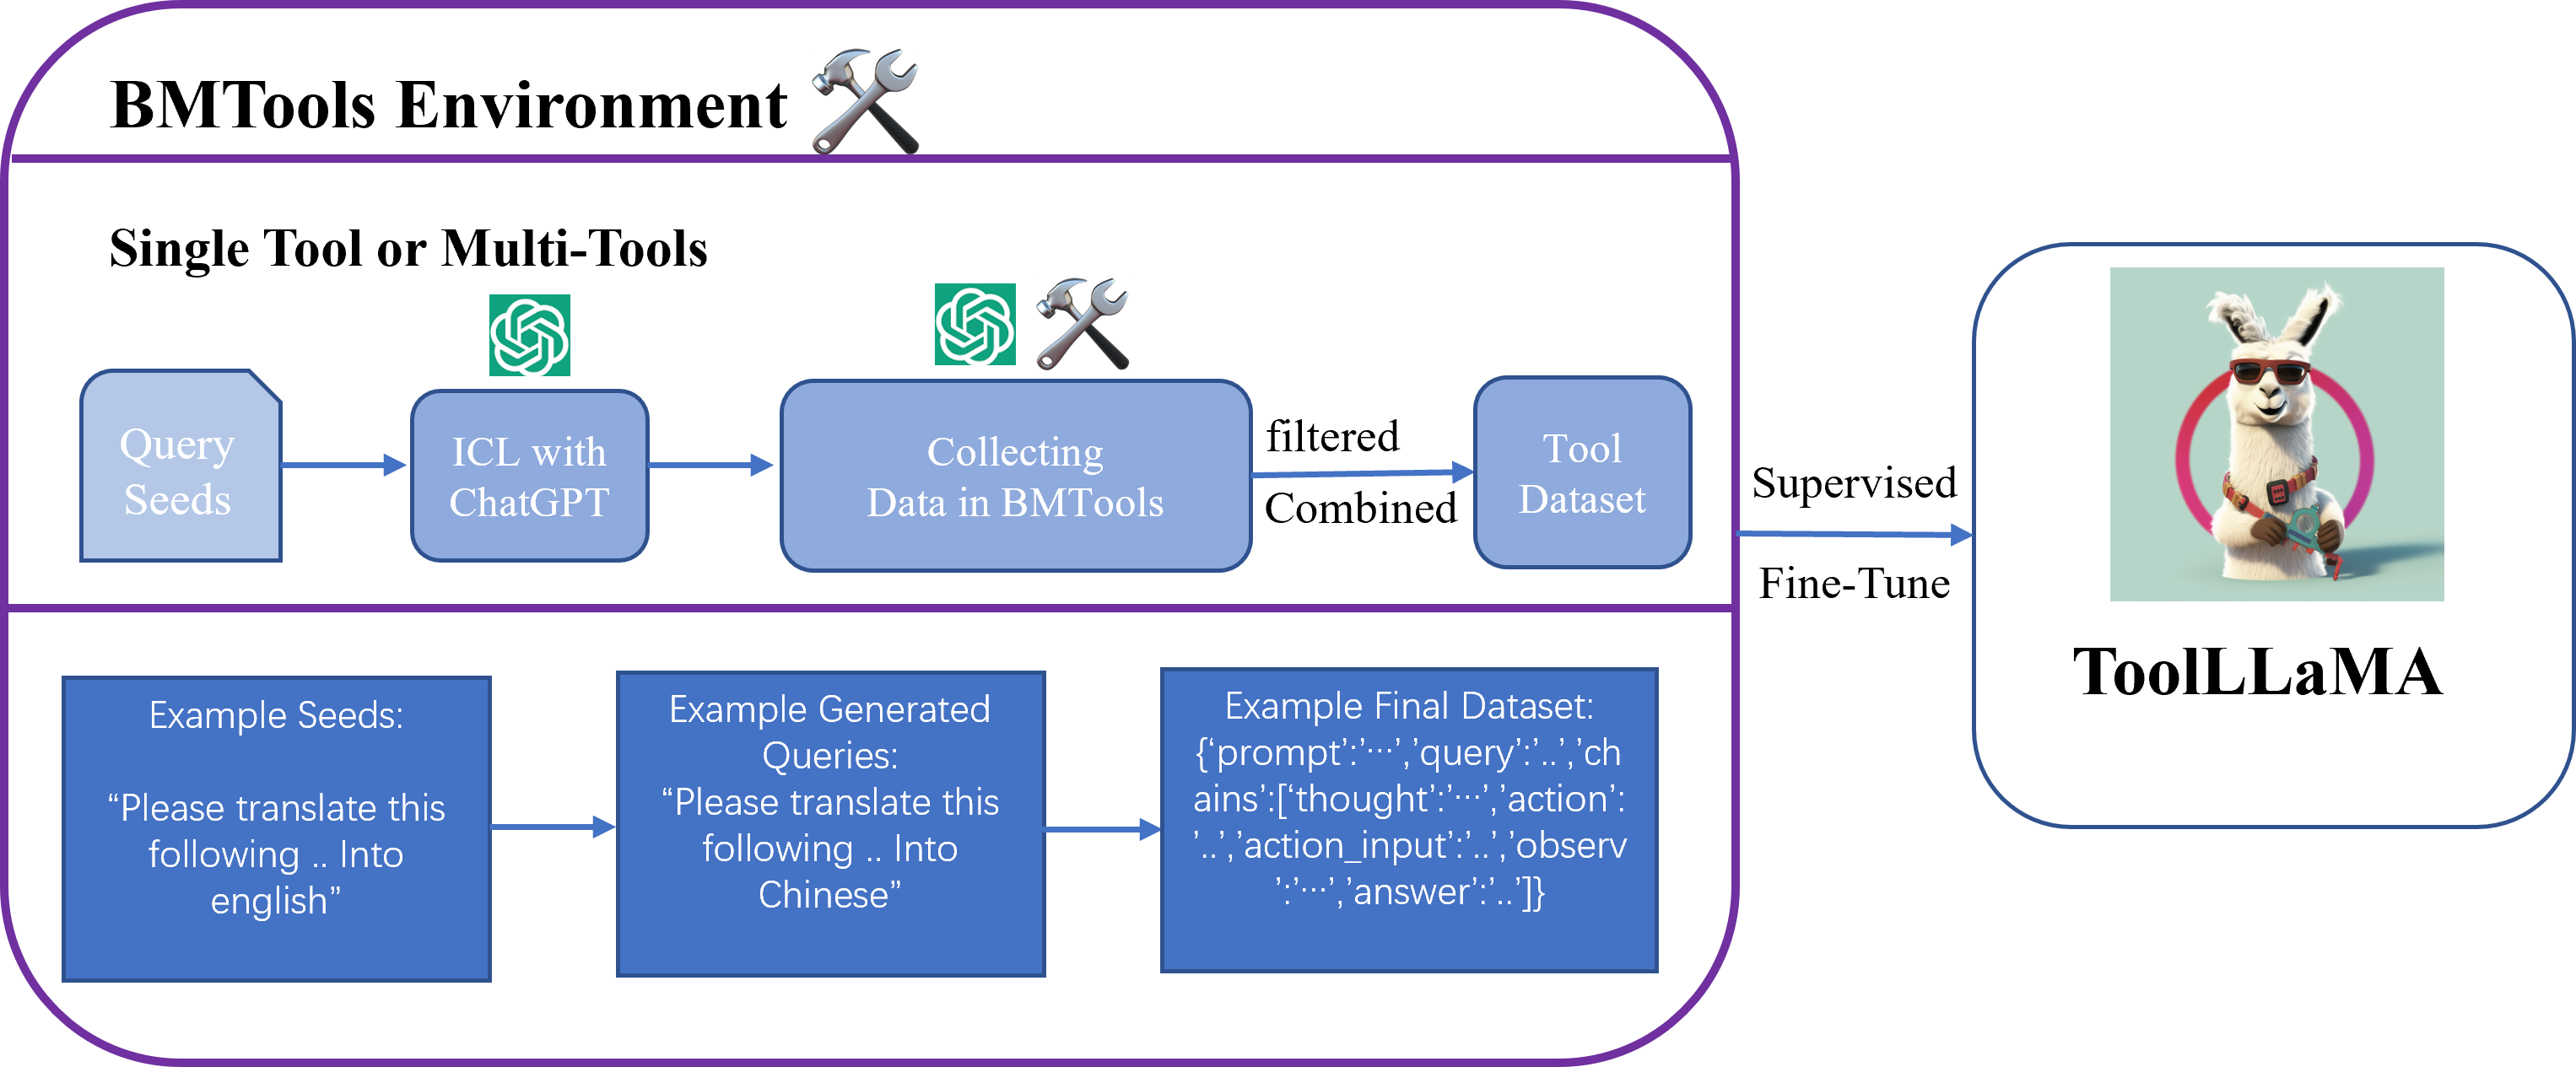 BMTools Environment
Single Tool or Multi-Tools
Query
Seeds
ICL with
ChatGPT
Collecting
Data in BMTools
filtered
Combined
Tool
Dataset
Supervised
Fine-Tune
ToolLLaMA
Example Seeds:
“Please translate this
following .. Into
english”
Example Generated
Queries:
“Please translate this
following .. Into
Chinese”
Example Final Dataset:
{‘prompt’:’…’,’query’:’..’,’ch
ains’:[‘thought’:’…’,’action’:
’..’,’action_input’:’..’,’observ
’:’…’,’answer’:’..’]}